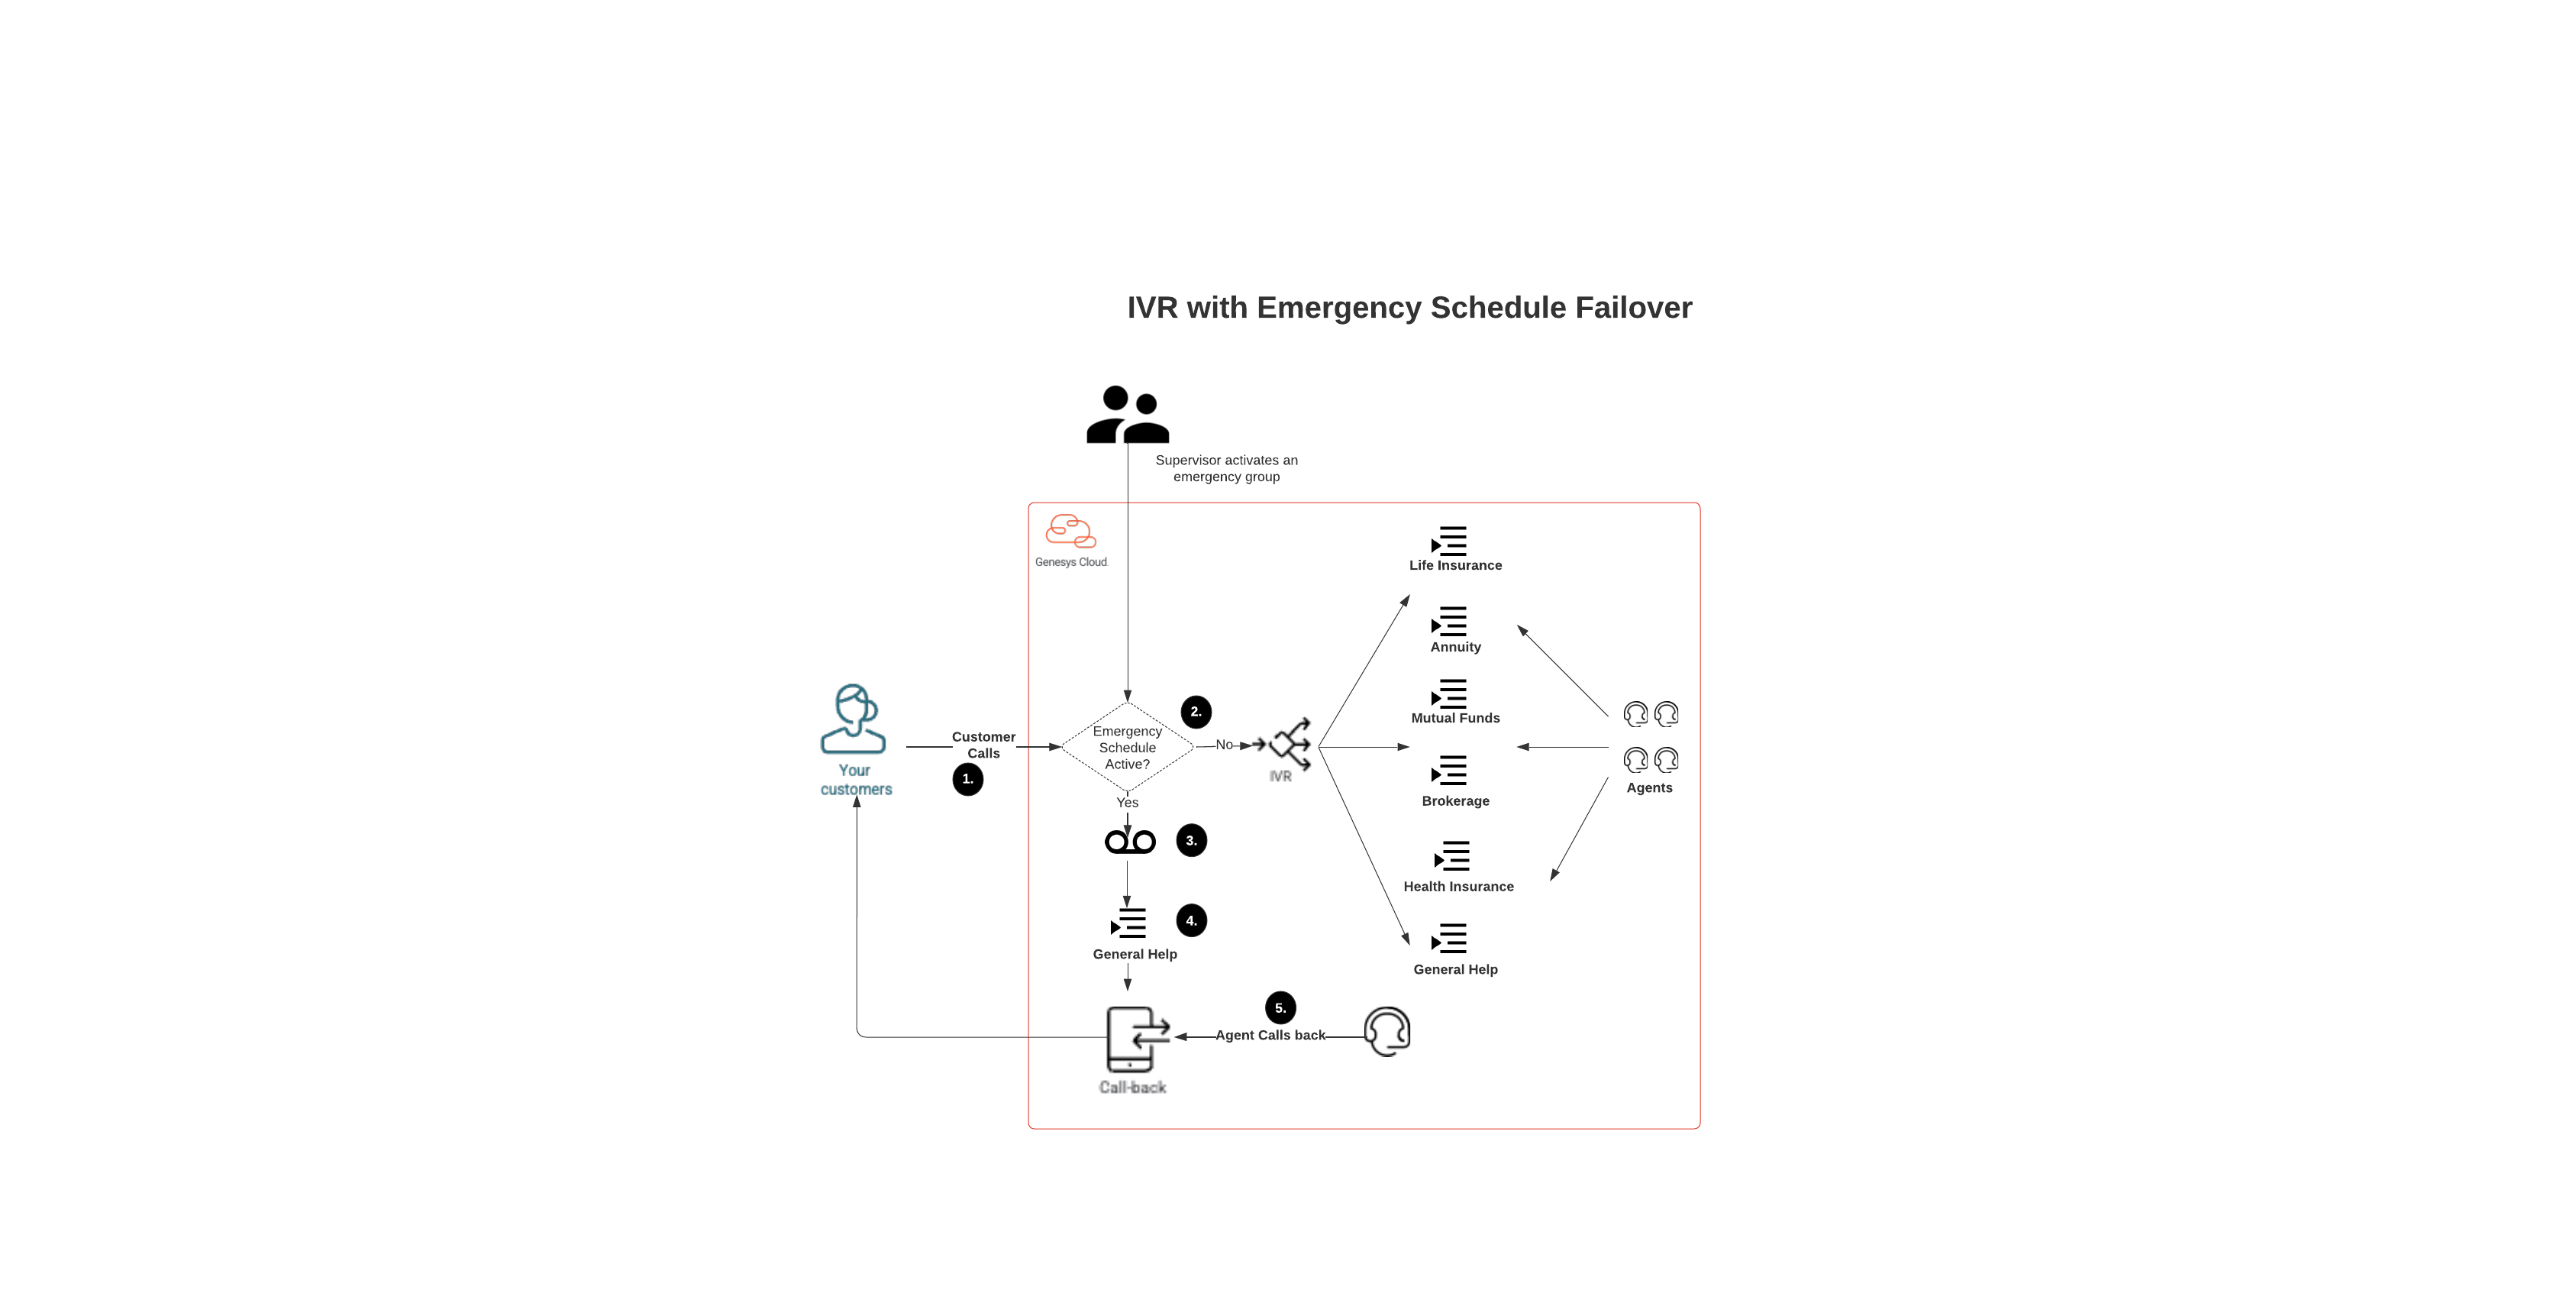 IVR with Emergency Schedule Failover
Supervisor activates an
emergency group
Genesys Cloud.
Life Insurance
Annuity
Mutual Funds
Brokerage
Health Insurance
General Help
Agents
Your
customers
Customer
Calls
1.
Emergency
Schedule
Active?
2.
No
IVR
Yes
3.
4.
General Help
5.
Agent Calls back
Call-back